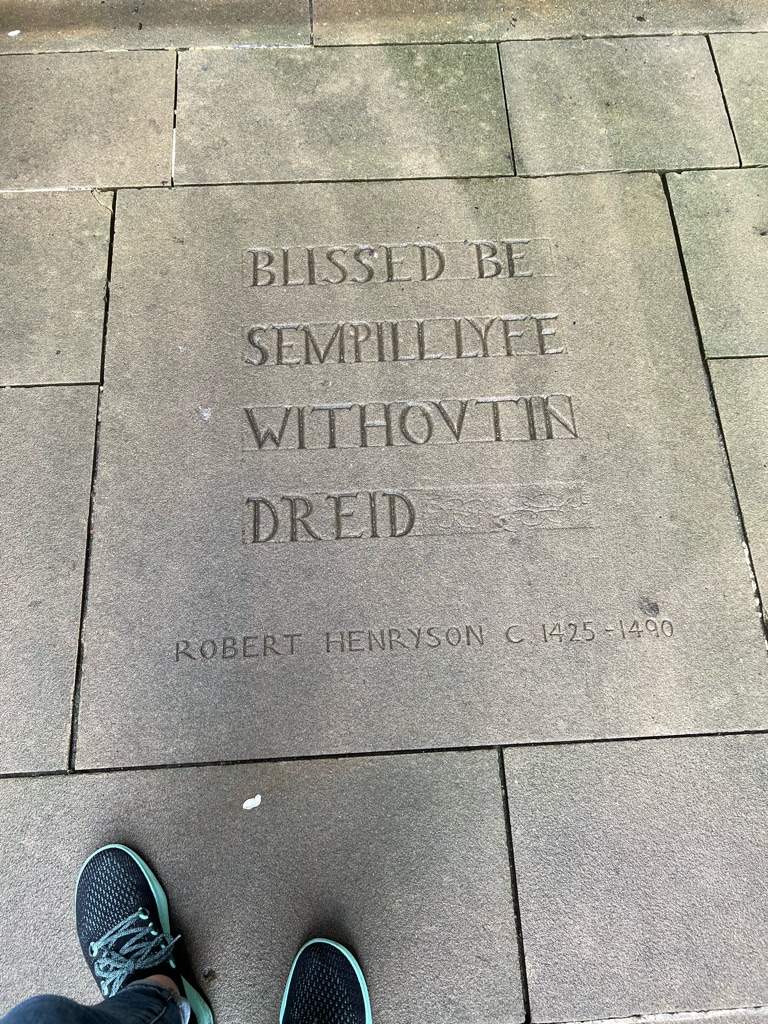 BLISSED BE
SEMPILL LYFE
WITHOVTIN
DREID
ROBERT HENRYSON C 1425-1490